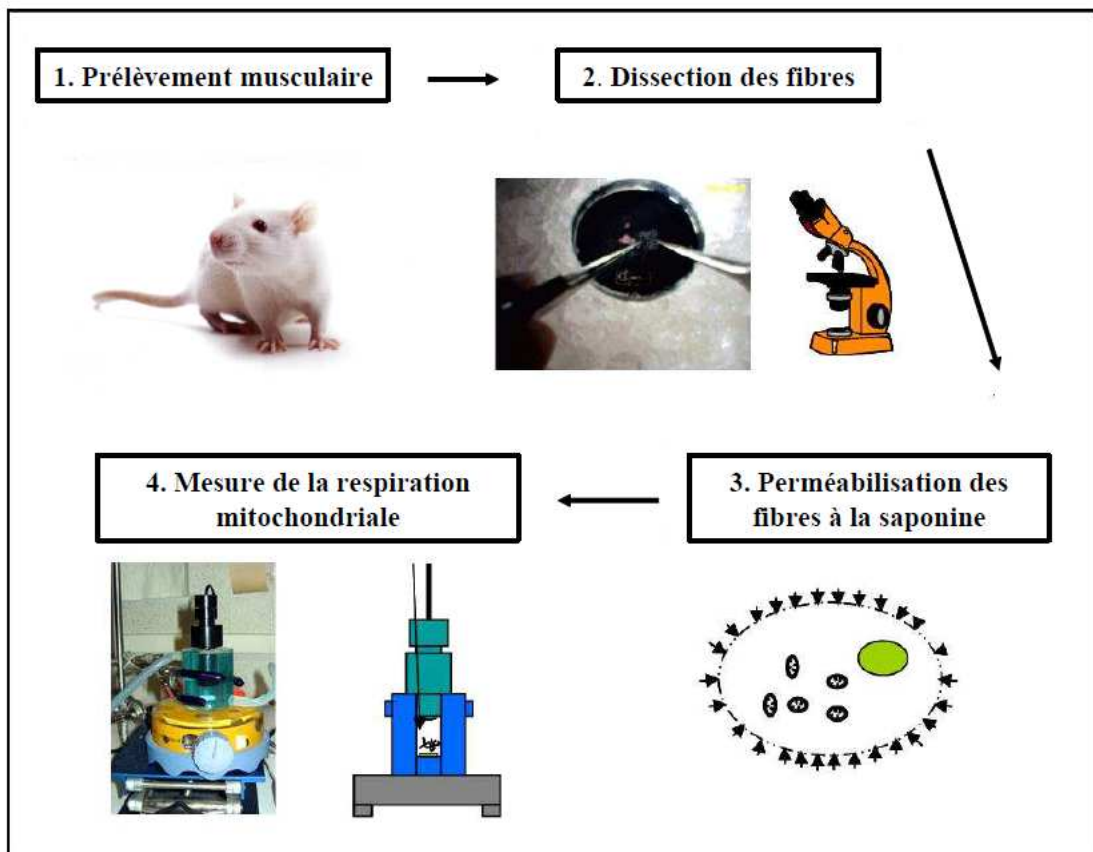 1. Prélèvement musculaire
2. Dissection des fibres
3. Perméabilisation des
fibres à la saponine
4. Mesure de la respiration
mitochondriale